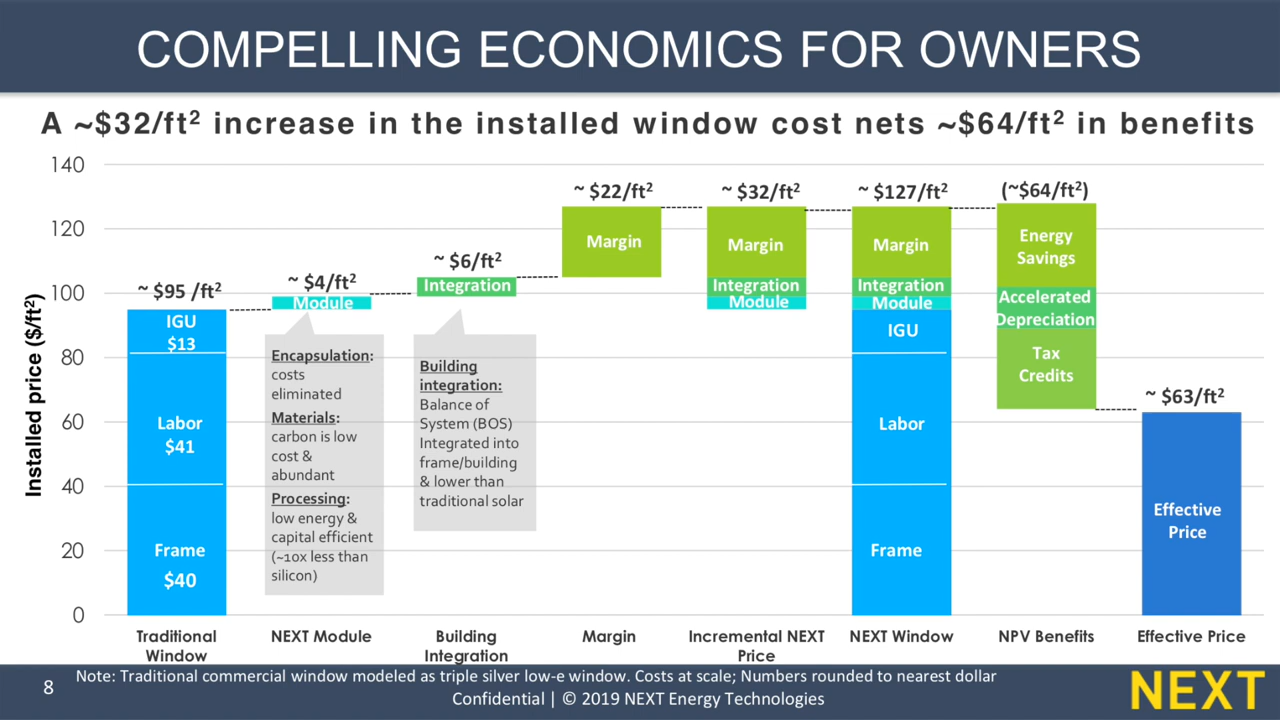 COMPELLING ECONOMICS FOR OWNERS
A ~$32/ft² increase in the installed window cost nets ~$64/ft² in benefits
Installed price ($/ft²)
140
120
100
80
60
40
20
0
~ $95 /ft²
IGU
$13
Labor
$41
Frame
$40
~ $4/ft²
Module
Encapsulation:
costs
eliminated
Materials:
carbon is low
cost &
abundant
Processing:
low energy &
capital efficient
(~10x less than
silicon)
~ $6/ft²
Integration
Building
integration:
Balance of
System (BOS)
Integrated into
frame/building
& lower than
traditional solar
~ $22/ft²
Margin
~ $32/ft²
Margin
Integration
Module
~ $127/ft²
Margin
Integration
Module
IGU
Labor
Frame
(~$64/ft²)
Energy
Savings
Accelerated
Depreciation
Tax
Credits
~ $63/ft²
Effective
Price
Traditional
Window
NEXT Module
Building
Integration
Margin
Incremental NEXT
Price
NEXT Window
NPV Benefits
Effective Price
8
Note: Traditional commercial window modeled as triple silver low-e window. Costs at scale; Numbers rounded to nearest dollar
Confidential | © 2019 NEXT Energy Technologies
NEXT